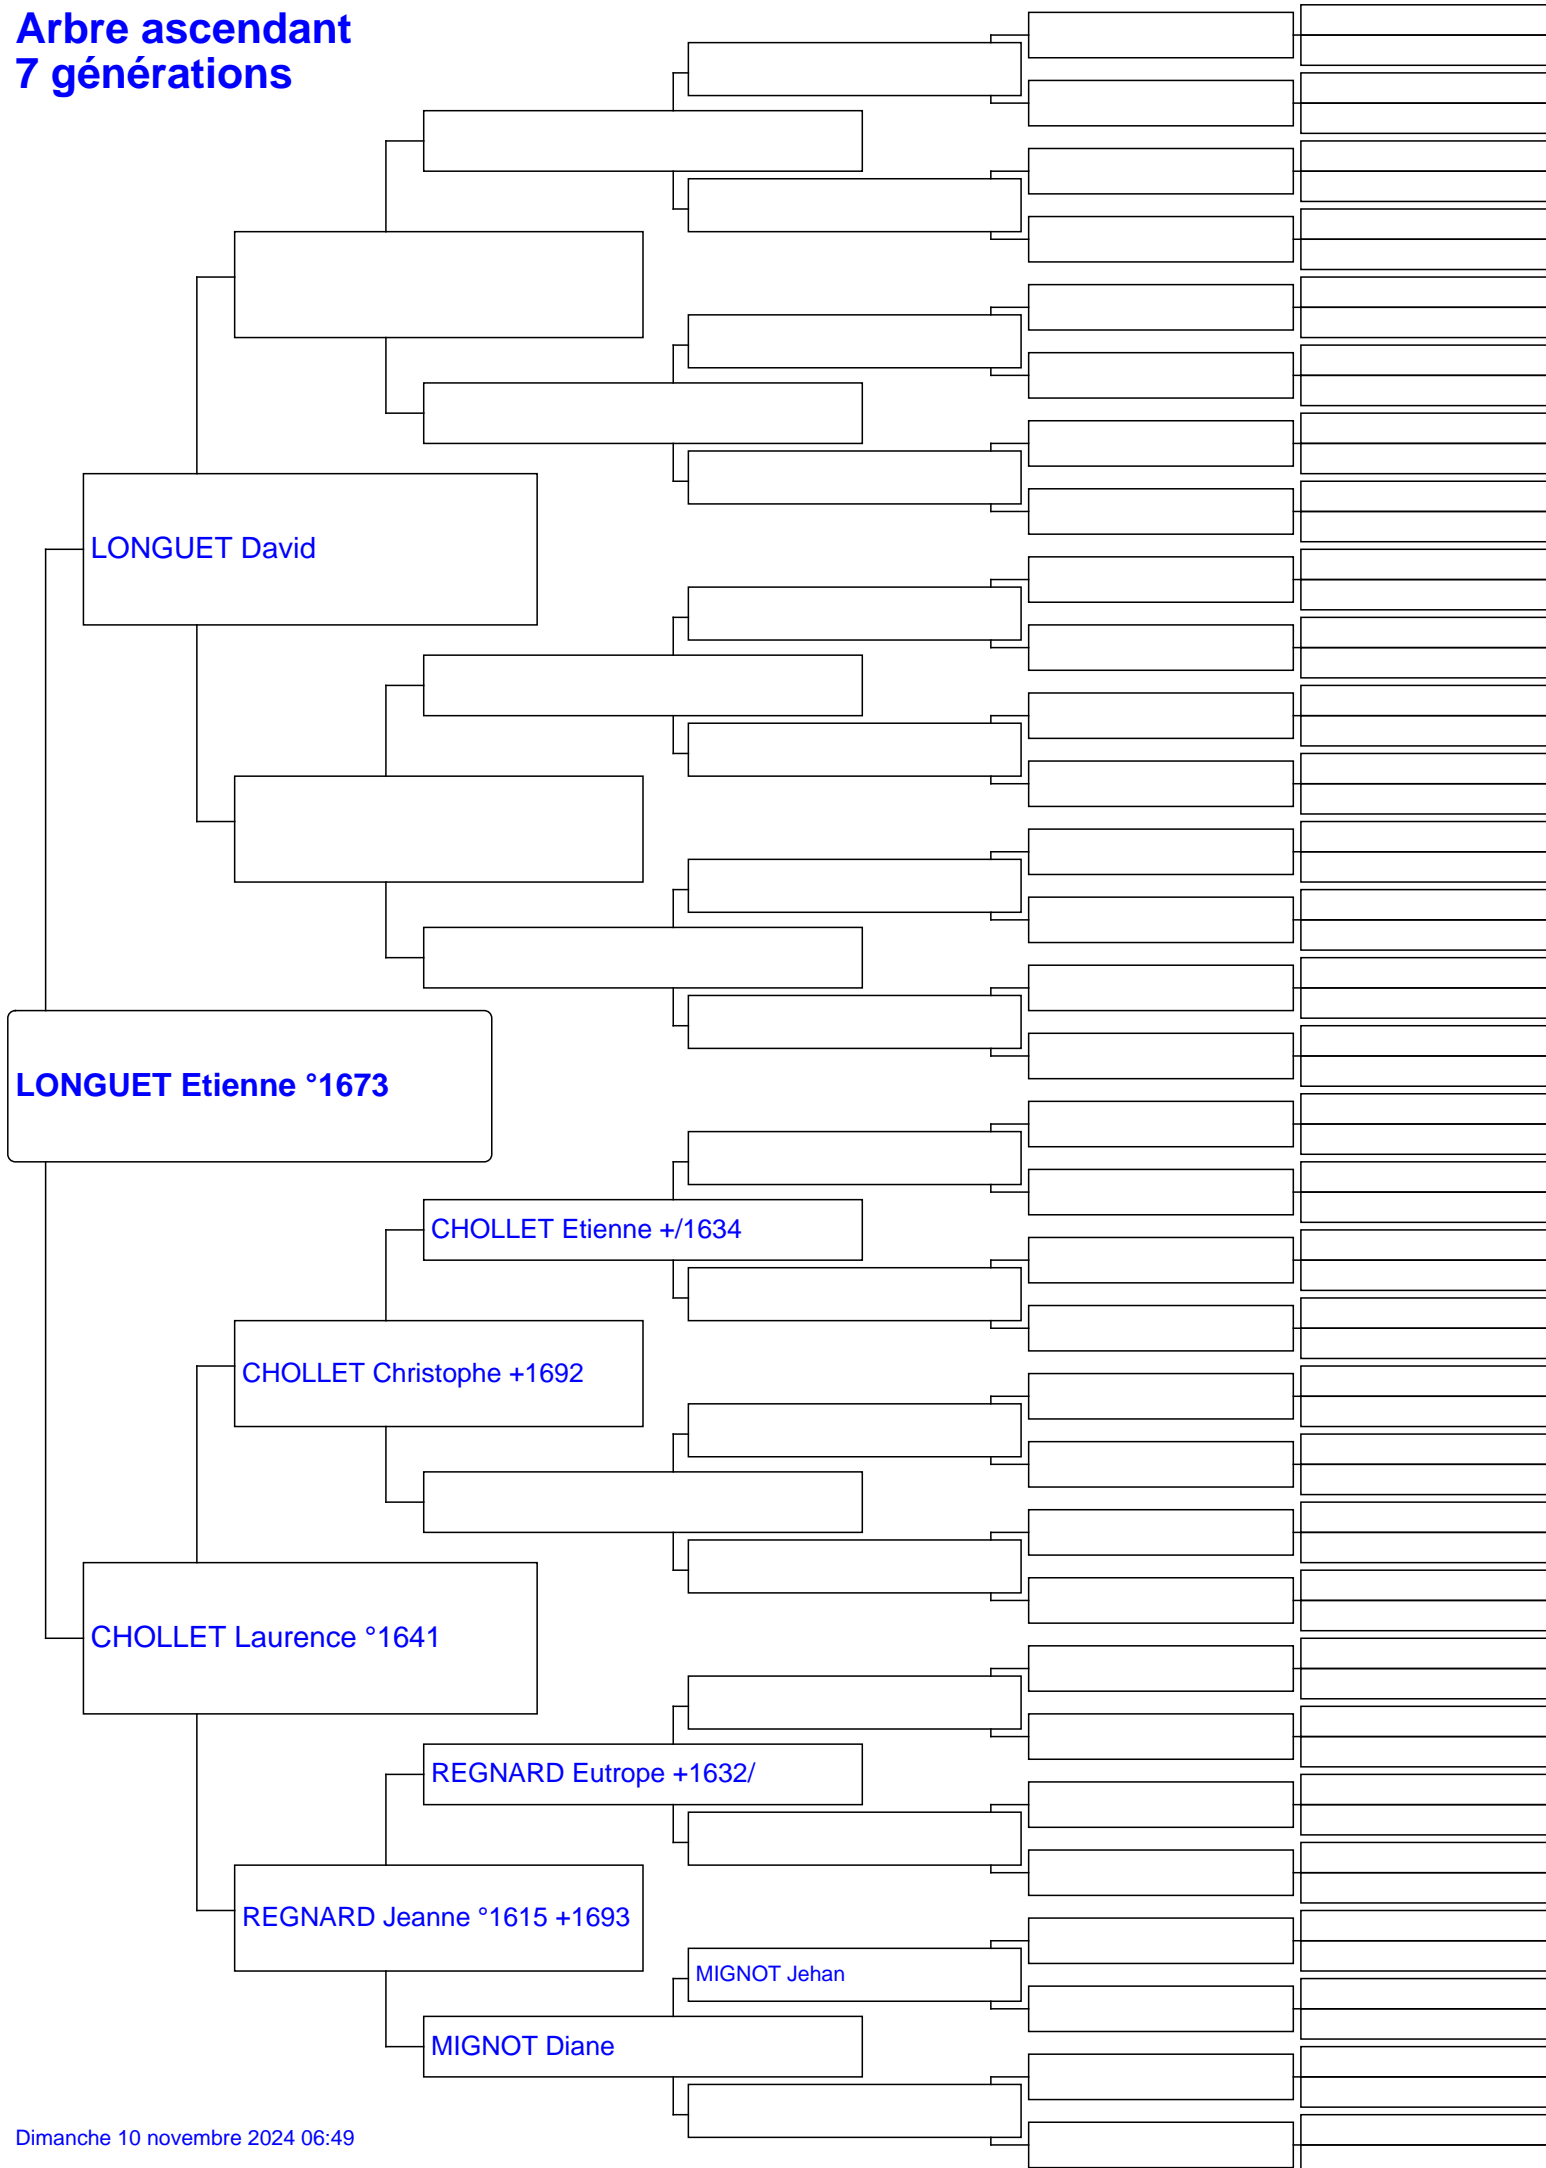 Arbre ascendant
7 générations
LONGUET David
LONGUET Etienne °1673
CHOLLET Etienne +/1634
CHOLLET Christophe +1692
CHOLLET Laurence °1641
REGNARD Eutrope +1632/
REGNARD Jeanne °1615 +1693
MIGNOT Jehan
MIGNOT Diane
Dimanche 10 novembre 2024 06:49